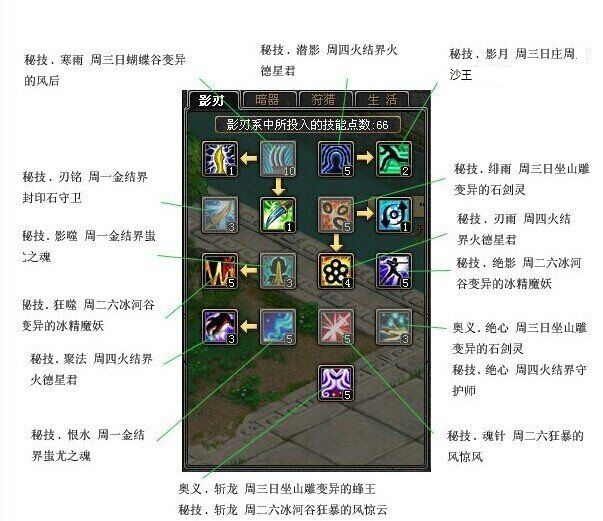 秘技.寒雨 周三日蝴蝶谷变异
的风后
秘技.潜影 周四火结界火
德星君
秘技.影月 周三日庄周
沙王
影刃
暗器
狩猎
生 活
影刃系中所投入的技能点数:66
1
10
5
2
秘技.刃铭 周一金结界
封印石守卫
3
1
5
1
秘技.绯雨 周三日坐山雕
变异的石剑灵
秘技.刃雨 周四火结
界火德星君
秘技.影噬 周一金结界蚩
尤之魂
5
3
4
5
秘技.绝影 周二六冰河
谷变异的冰精魔妖
秘技.狂噬 周二六冰河谷
变异的冰精魔妖
3
5
5
3
奥义.绝心 周三日坐山雕
变异的石剑灵
秘技.绝心 周四火结界守
护师
秘技.聚法 周四火结界
火德星君
5
秘技.恨水 周一金结
界蚩尤之魂
秘技.魂针 周二六狂暴的
风惊风
奥义.斩龙 周三日坐山雕变异的蜂王
秘技.斩龙 周二六冰河谷狂暴的风惊云